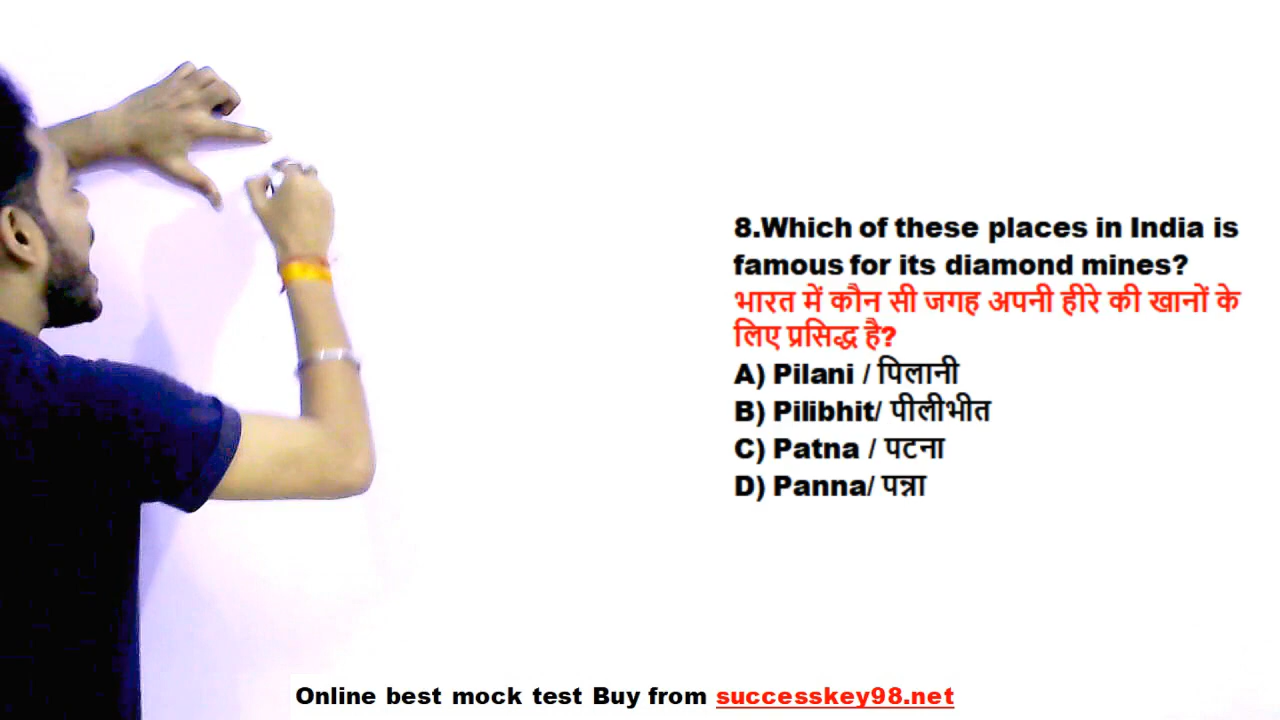 8.Which of these places in India is
famous for its diamond mines?
भारत में कौन सी जगह अपनी हीरे की खानों के
लिए प्रसिद्ध है?
A) Pilani / पिलानी
B) Pilibhit/ पीलीभीत
C) Patna / पटना
D) Panna/ पन्ना
Online best mock test Buy from successkey98.net